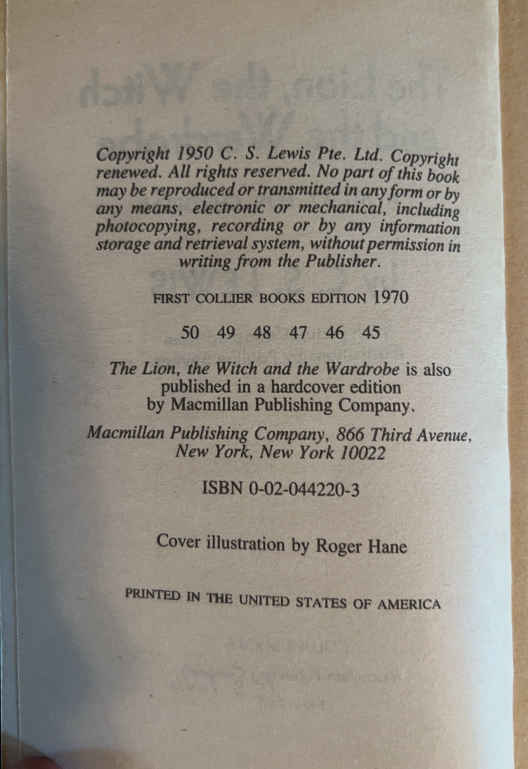 Copyright 1950 C. S. Lewis Pte. Ltd. Copyright
renewed. All rights reserved. No part of this book
may be reproduced or transmitted in any form or by
any means, electronic or mechanical, including
photocopying, recording or by any information
storage and retrieval system, without permission in
writing from the Publisher.
FIRST COLLIER BOOKS EDITION 1970
50 49 48 47 46 45
The Lion, the Witch and the Wardrobe is also
published in a hardcover edition
by Macmillan Publishing Company.
Macmillan Publishing Company, 866 Third Avenue,
New York, New York 10022
ISBN 0-02-044220-3
Cover illustration by Roger Hane
PRINTED IN THE UNITED STATES OF AMERICA